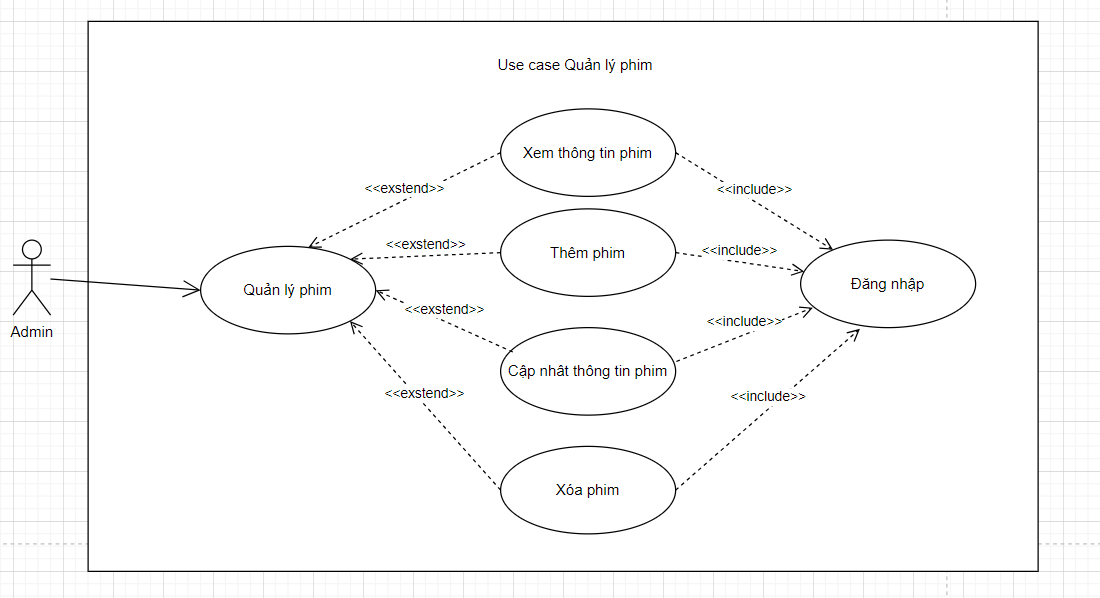 Use case Quản lý phim
Xem thông tin phim
<<exstend>>
<<include>>
<<exstend>>
Thêm phim
<<include>>
Quản lý phim
Đăng nhập
<<exstend>>
<<include>>
Admin
Cập nhât thông tin phim
<<exstend>>
<<include>>
Xóa phim